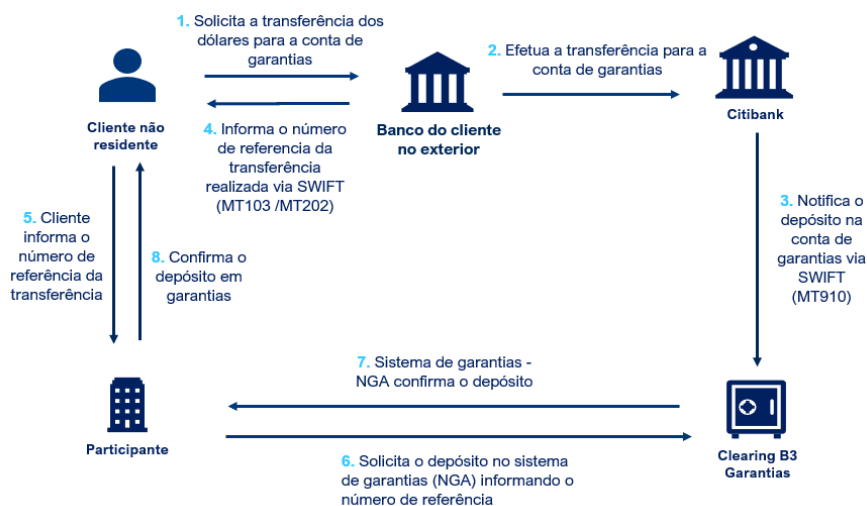 1. Solicita a transferência dos
dólares para a conta de
garantias
2. Efetua a transferência para a
conta de garantias
Cliente não
residente
Banco do cliente
no exterior
Citibank
4. Informa o número
de referencia da
transferência
realizada via SWIFT
(MT103 /MT202)
3. Notifica o
depósito na
conta de
garantias via
SWIFT
(MT910)
5. Cliente
informa o
número de
referência da
transferência
8. Confirma o
depósito em
garantias
7. Sistema de garantias -
NGA confirma o depósito
Participante
Clearing B3
Garantias
6. Solicita o depósito no sistema
de garantias (NGA) informando o
número de referência